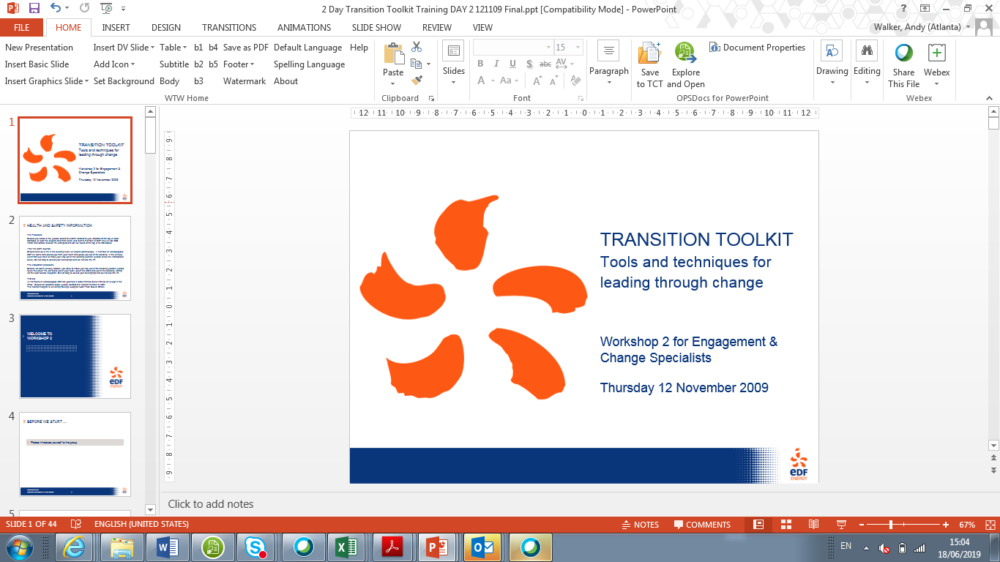 2 Day Transition Toolkit Training DAY 2 121109 Final.ppt [Compatibility Mode] - PowerPoint
FILE HOME INSERT DESIGN TRANSITIONS ANIMATIONS SLIDE SHOW REVIEW VIEW
Walker, Andy (Atlanta)
New Presentation Insert DV Slide Table b1 b4 Save as PDF Default Language Help
Insert Basic Slide Add Icon Subtitle b2 b5 Footer Spelling Language
Insert Graphics Slide Set Background Body b3 Watermark About
WTW Home
Paste
Clipboard
Slides
15
B I U S abc AV
A Aa A A
Font
Paragraph
Save
to TCT
Explore
and Open
Document Properties
OPSDocs for PowerPoint
Drawing
Editing
Share
This File
Webex
Webex
12 11 10 9 8 7 6 5 4 3 2 1 0 1 2 3 4 5 6 7 8 9 10 11 12
9 8 7 6 5 4 3 2 1 0 1 2 3 4 5 6 7 8 9
1
TRANSITION TOOLKIT
Tools and techniques for
leading through change
Workshop 2 for Engagement &
Change Specialists
Thursday 12 November 2009
2
HEALTH AND SAFETY INFORMATION
3
WELCOME TO
WORKSHOP 2
eDF
ENERGY
4
BEFORE WE START ...
Please introduce yourself to the group
5
TRANSITION TOOLKIT
Tools and techniques for
leading through change
Workshop 2 for Engagement &
Change Specialists
Thursday 12 November 2009
eDF
ENERGY
Click to add notes
SLIDE 1 OF 44 ENGLISH (UNITED STATES) NOTES COMMENTS 67%
EN
15:04
18/06/2019